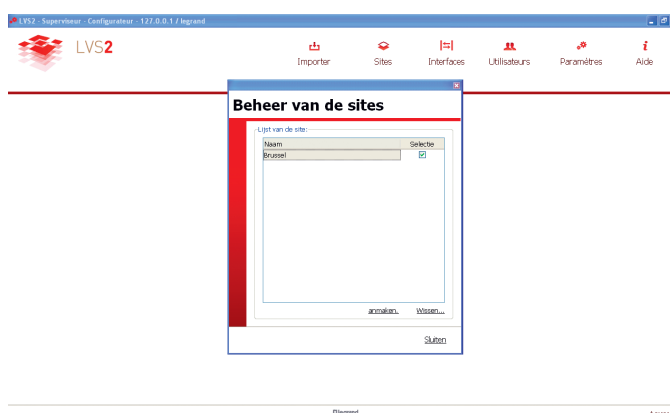 LVS2 - Superviseur - Configurateur - 127.0.0.1 / legrand
LVS2
Importer
Sites
Interfaces
Utilisateurs
Paramètres
Aide
Beheer van de sites
Lijst van de site:
Naam Selectie
Brussel
anmaken.
Wissen...
Sluiten